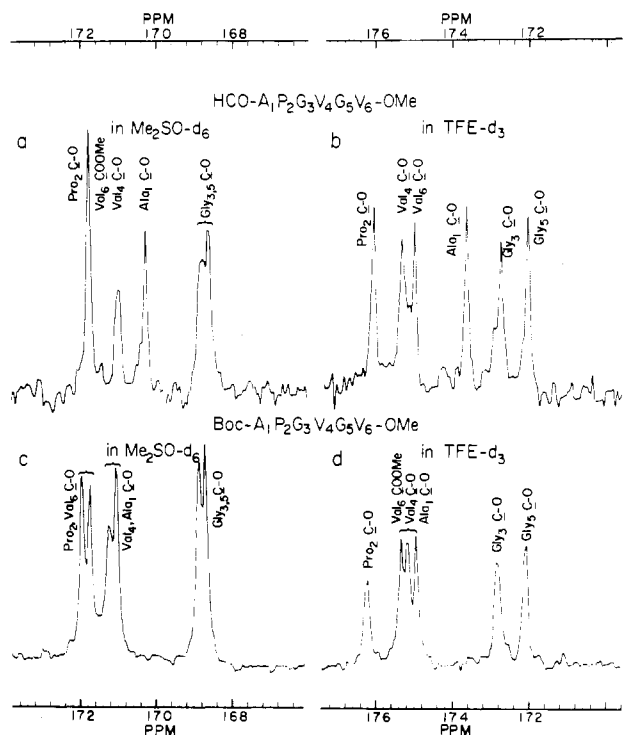 PPM
172 170 168
PPM
176 174 172
HCO-A₁P₂G₃V₄G₅V₆-OMe
a
in Me₂SO-d₆
b
in TFE-d₃
Pro₂ C-O
Val₆ COOMe
Val₄ C-O
Ala₁ C-O
Gly₃,₅ C-O
Pro₂ C-O
Val₄ C-O
Val₆ C-O
Ala₁ C-O
Gly₃ C-O
Gly₅ C-O
Boc-A₁P₂G₃V₄G₅V₆-OMe
c
in Me₂SO-d₆
d
in TFE-d₃
Pro₂,Val₆ C-O
Val₄,Ala₁ C-O
Gly₃,₅ C-O
Pro₂ C-O
Val₆ COOMe
Val₄ C-O
Ala₁ C-O
Gly₃ C-O
Gly₅ C-O
172 170 168
PPM
176 174 172
PPM